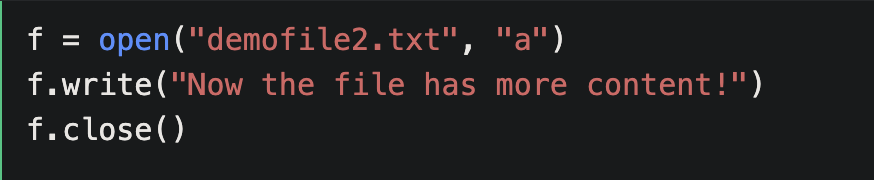 f = open("demofile2.txt", "a")
f.write("Now the file has more content!")
f.close()